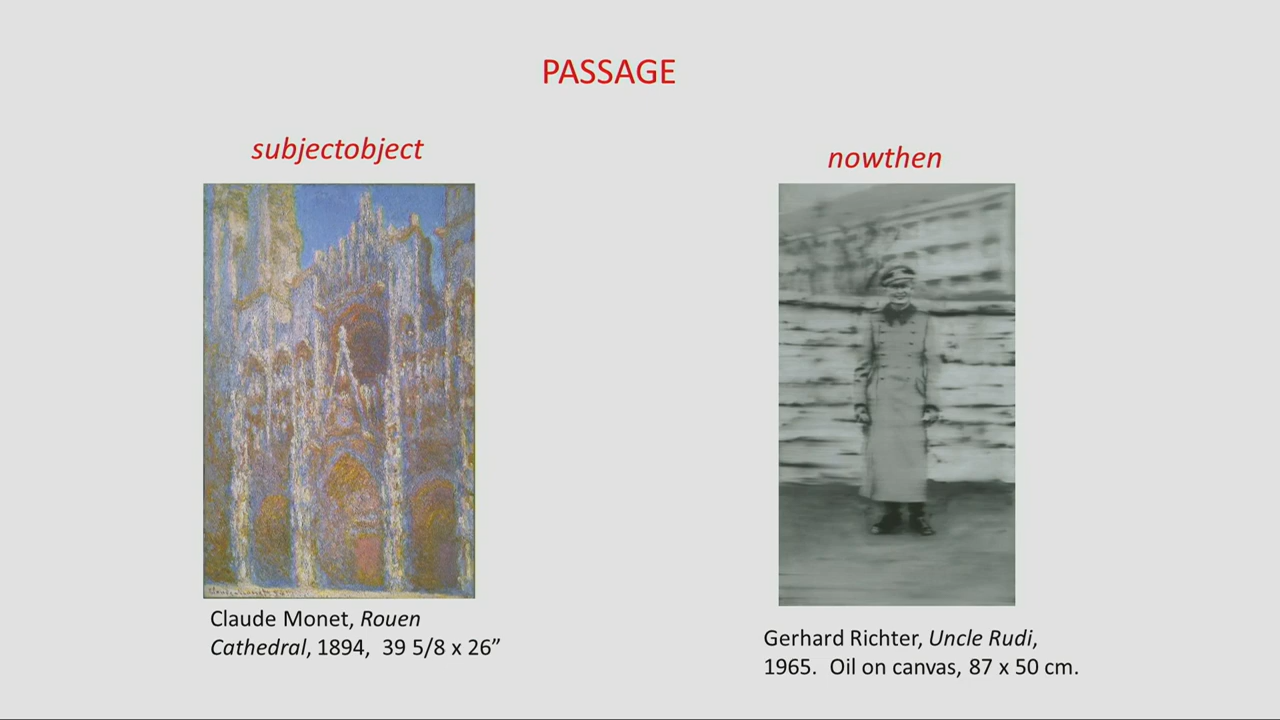 PASSAGE
subjectobject
nowthen
Claude Monet, Rouen
Cathedral, 1894,  39 5/8 x 26”
Gerhard Richter, Uncle Rudi,
1965.  Oil on canvas, 87 x 50 cm.